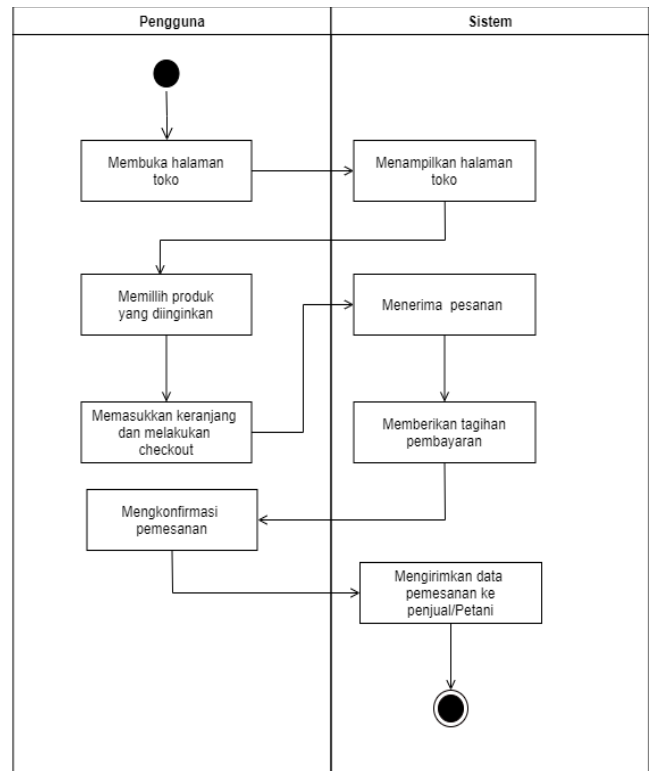 Pengguna
Sistem
Membuka halaman
toko
Menampilkan halaman
toko
Memillih produk
yang diinginkan
Menerima pesanan
Memasukkan keranjang
dan melakukan
checkout
Memberikan tagihan
pembayaran
Mengkonfirmasi
pemesanan
Mengirimkan data
pemesanan ke
penjual/Petani